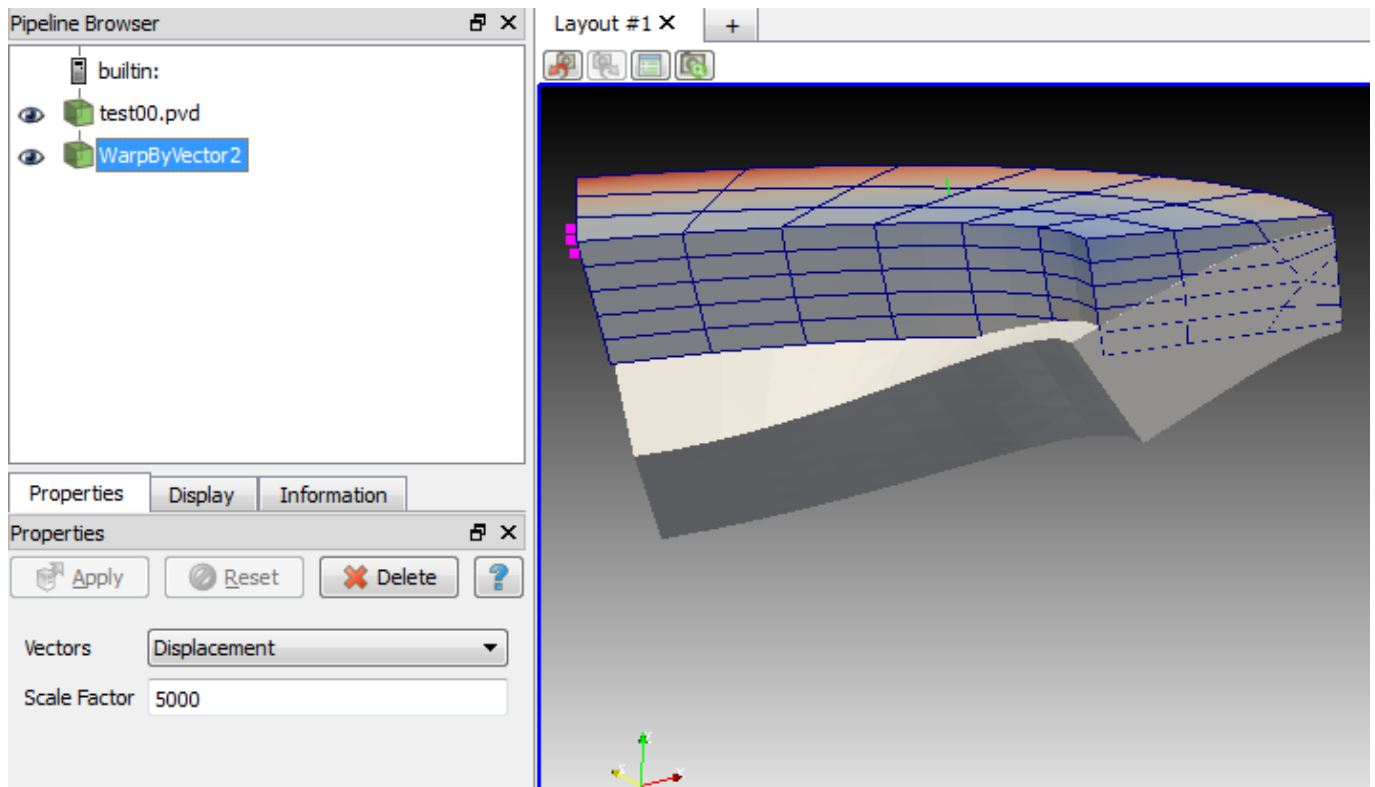 Pipeline Browser
builtin:
test00.pvd
WarpByVector2
Properties Display Information
Properties
Apply Reset Delete ?
Vectors Displacement
Scale Factor 5000
Layout #1 +